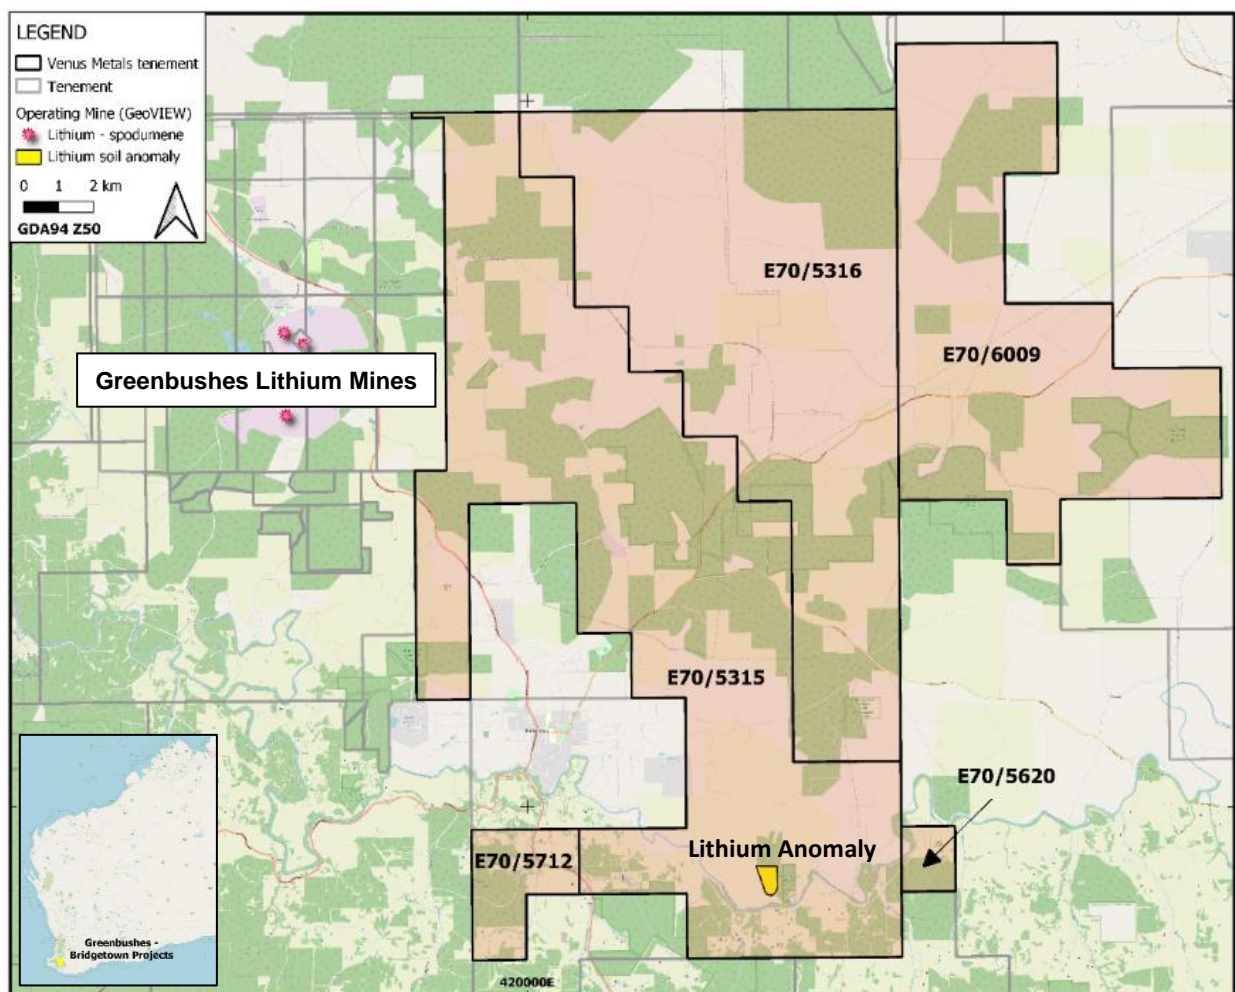 LEGEND
Venus Metals tenement
Tenement
Operating Mine (GeoVIEW)
Lithium - spodumene
Lithium soil anomaly
0 1 2 km
GDA94 Z50
E70/5316
E70/6009
Greenbushes Lithium Mines
E70/5315
E70/5620
Lithium Anomaly
E70/5712
Greenbushes -
Bridgetown Projects
420000E